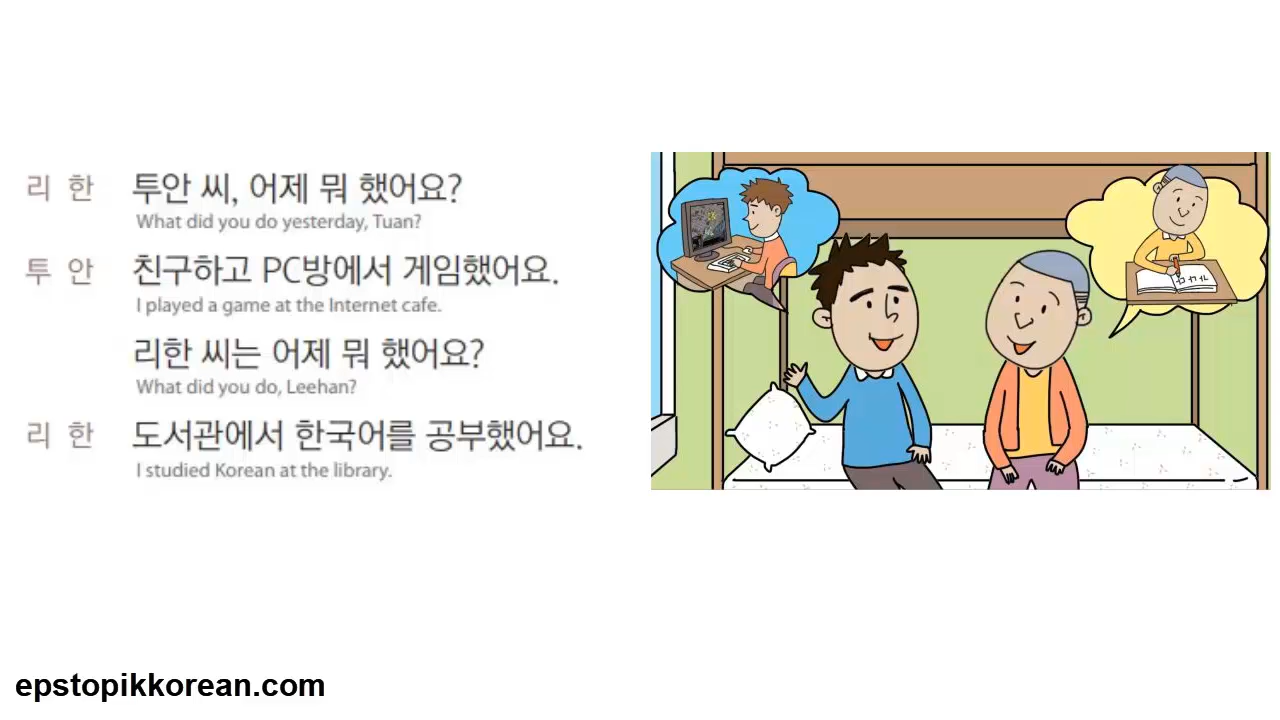 리 한 투안 씨, 어제 뭐 했어요?
What did you do yesterday, Tuan?
투 안 친구하고 PC방에서 게임했어요.
I played a game at the Internet cafe.
리한 씨는 어제 뭐 했어요?
What did you do, Leehan?
리 한 도서관에서 한국어를 공부했어요.
I studied Korean at the library.
epstopikkorean.com